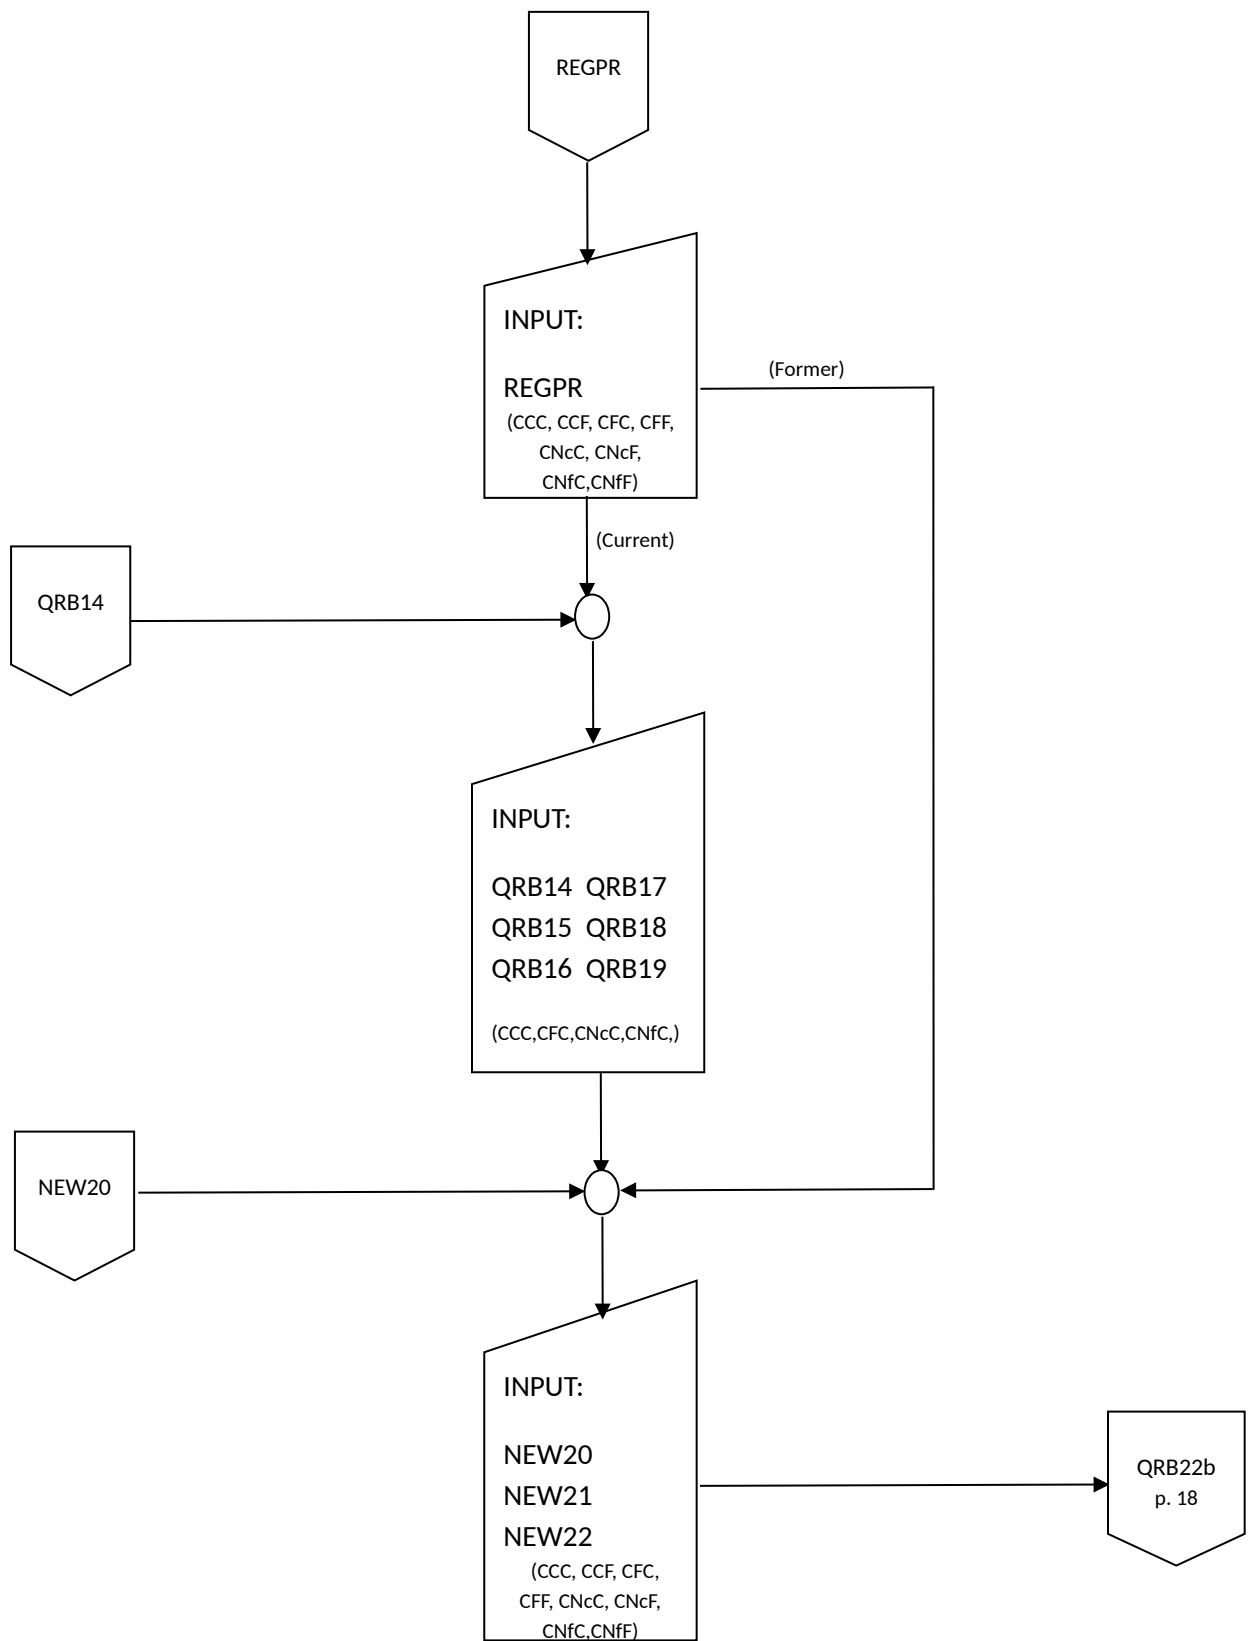 REGPR
INPUT:
REGPR
(CCC, CCF, CFC, CFF,
CNcC, CNcF,
CNfC,CNfF)
(Former)
(Current)
QRB14
INPUT:
QRB14 QRB17
QRB15 QRB18
QRB16 QRB19
(CCC,CFC,CNcC,CNfC,)
NEW20
INPUT:
NEW20
NEW21
NEW22
(CCC, CCF, CFC,
CFF, CNcC, CNcF,
CNfC,CNfF)
QRB22b
p. 18